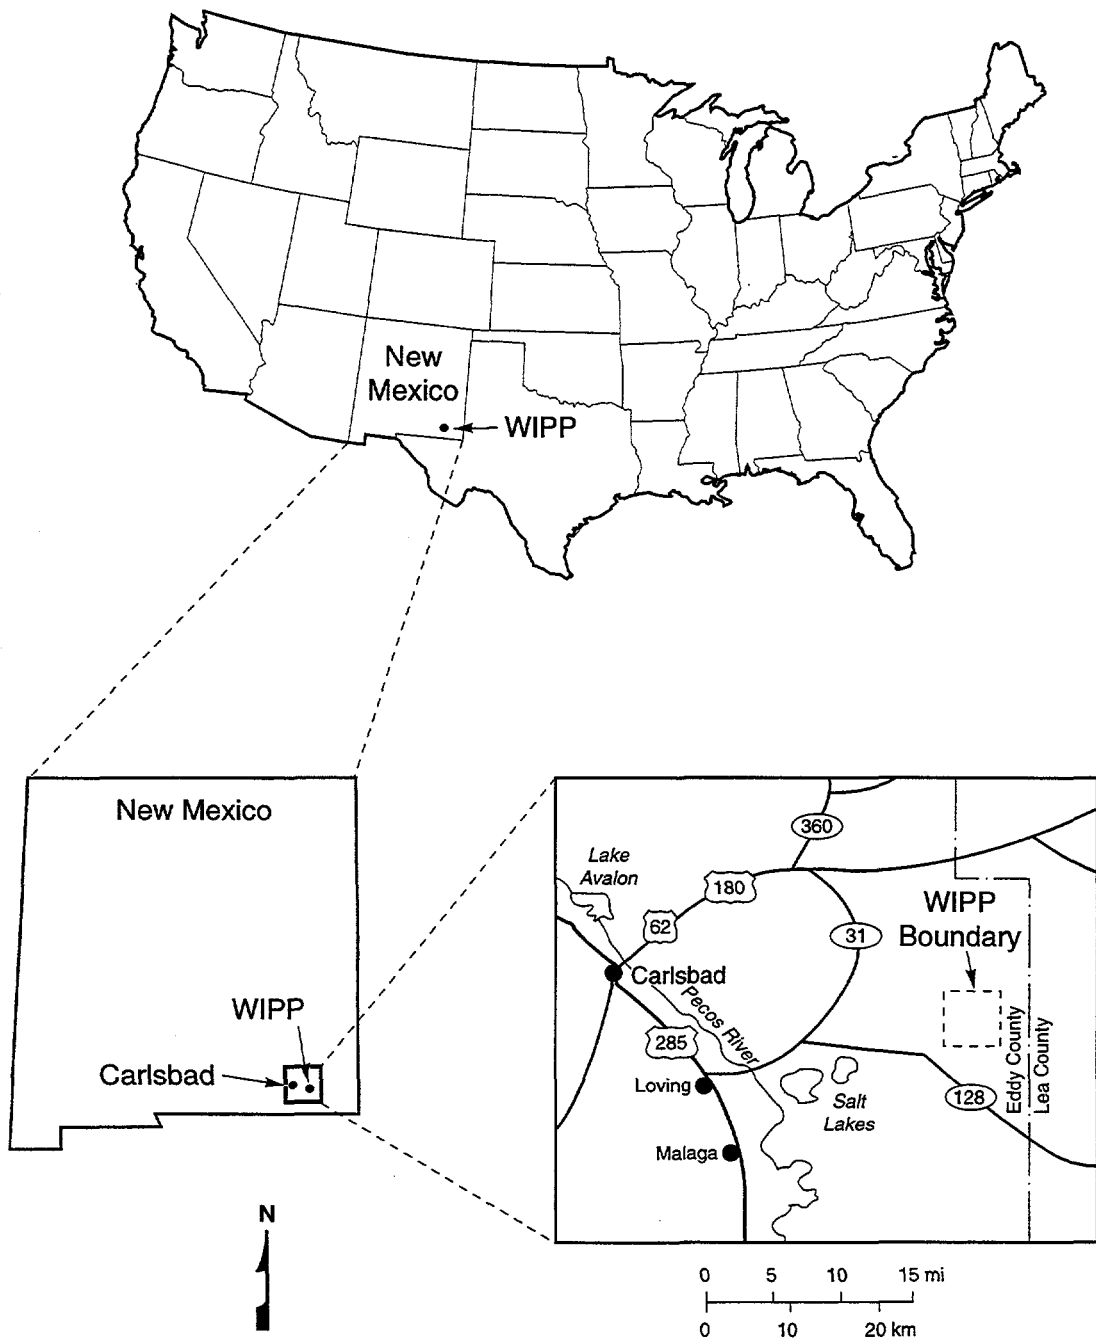 New
Mexico
WIPP
New Mexico
WIPP
Carlsbad
N
360
Lake
Avalon
180
62
WIPP
Boundary
31
Carlsbad
Pecos River
285
Loving
Salt
Lakes
128
Eddy County
Lea County
Malaga
0 5 10 15 mi
0 10 20 km